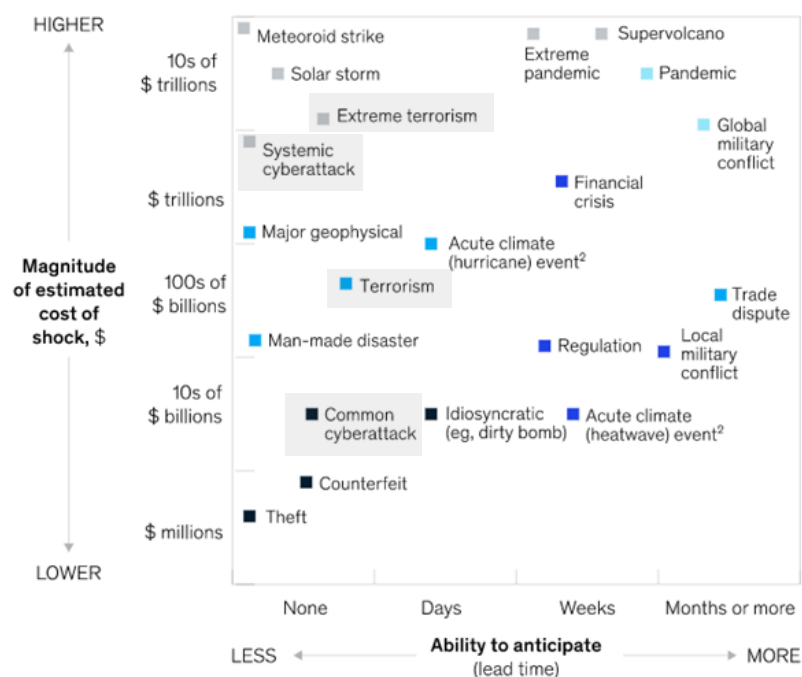 HIGHER
10s of
$ trillions
$ trillions
Magnitude
of estimated
cost of
shock, $
100s of
$ billions
10s of
$ billions
$ millions
LOWER
Meteoroid strike
Solar storm
Extreme terrorism
Systemic
cyberattack
Extreme
pandemic
Supervolcano
Pandemic
Global
military
conflict
Financial
crisis
Major geophysical
Acute climate
(hurricane) event²
Terrorism
Trade
dispute
Man-made disaster
Regulation
Local
military
conflict
Common
cyberattack
Idiosyncratic
(eg, dirty bomb)
Acute climate
(heatwave) event²
Counterfeit
Theft
None
Days
Weeks
Months or more
LESS
Ability to anticipate
(lead time)
MORE